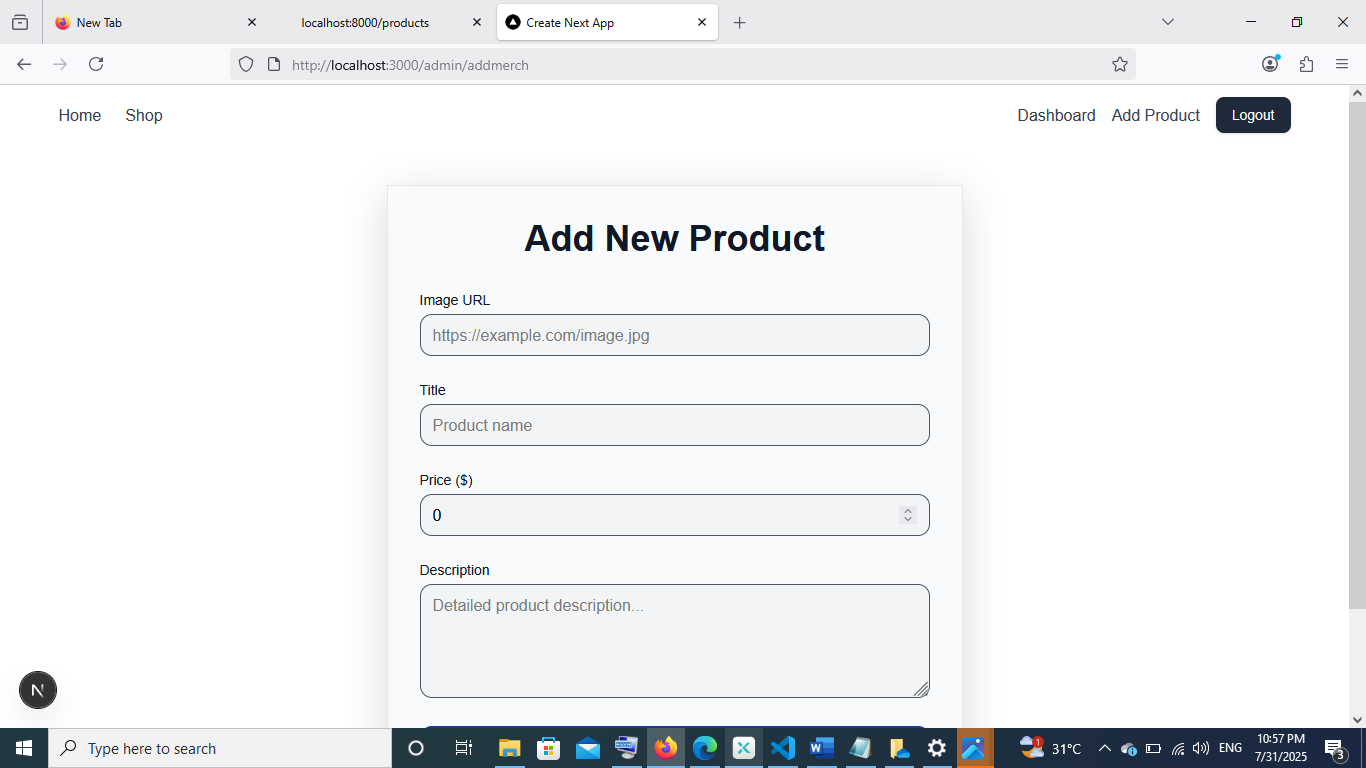 New Tab
localhost:8000/products
Create Next App
http://localhost:3000/admin/addmerch
Home
Shop
Dashboard
Add Product
Logout
Add New Product
Image URL
https://example.com/image.jpg
Title
Product name
Price ($)
0
Description
Detailed product description...
N
Type here to search
1
31°C
ENG
10:57 PM
7/31/2025
3